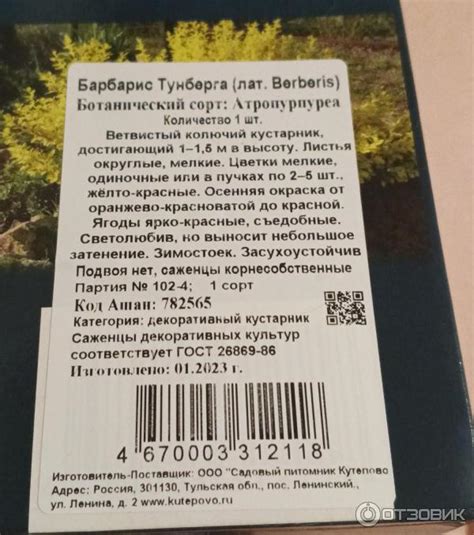 Барбарис Тунберга (лат. Berberis)
Ботанический сорт: Атропурпуреа
Количество 1 шт.
Ветвистый колючий кустарник,
достигающий 1–1,5 м в высоту. Листья
округлые, мелкие. Цветки мелкие,
одиночные или в пучках по 2–5 шт.,
жёлто-красные. Осенняя окраска от
оранжево-красноватой до красной.
Ягоды ярко-красные, съедобные.
Светолюбив, но выносит небольшое
затенение. Зимостоек. Засухоустойчив
Подвоя нет, саженцы корнесобственные
Партия № 102-4; 1 сорт
Код Ашан: 782565
Категория: декоративный кустарник
Саженцы декоративных культур
соответствует ГОСТ 26869-86
Изготовлено: 01.2023 г.
4 670003 312118
Изготовитель-Поставщик: ООО "Садовый питомник Кутепово
Адрес: Россия, 301130, Тульская обл., пос. Ленинский,
ул. Ленина, д. 2 www.kutepovo.ru
ОТЗОВИК